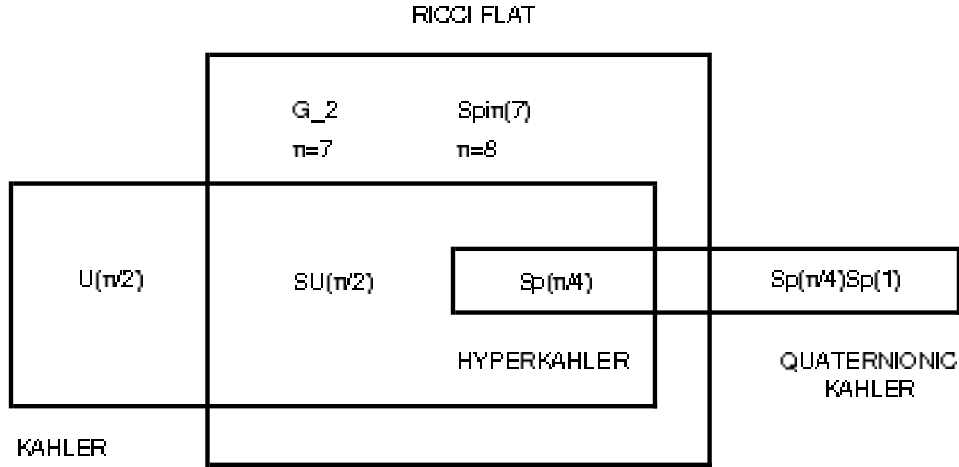 RICCI FLAT
G_2 Spin(7)
n=7 n=8
U(n/2) SU(n/2) Sp(n/4) Sp(n/4)Sp(1)
HYPERKAHLER QUATERNIONIC
KAHLER
KAHLER